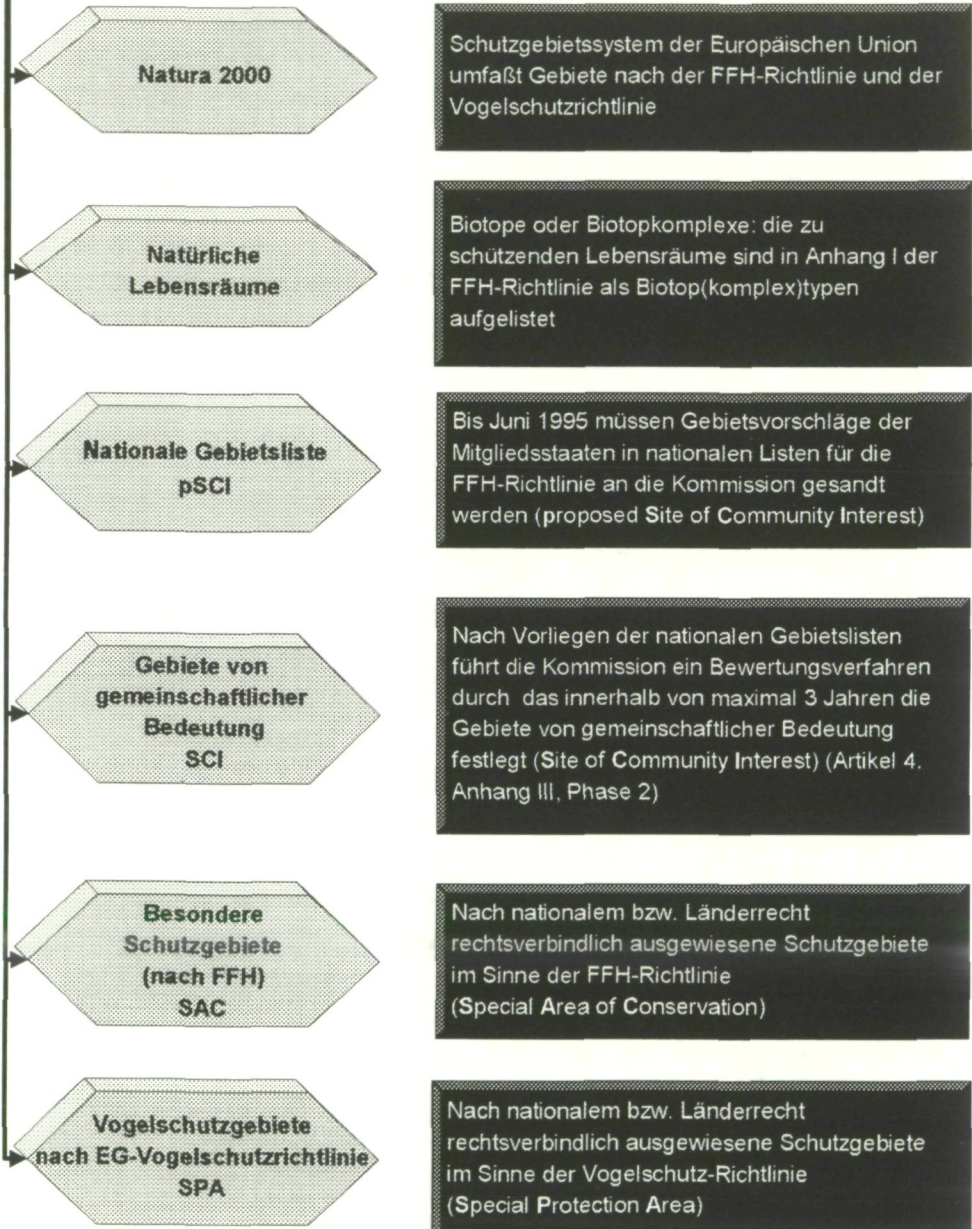 Natura 2000
Schutzgebietssystem der Europäischen Union
umfaßt Gebiete nach der FFH-Richtlinie und der
Vogelschutzrichtlinie
Natürliche
Lebensräume
Biotope oder Biotopkomplexe: die zu
schützenden Lebensräume sind in Anhang I der
FFH-Richtlinie als Biotop(komplex)typen
aufgelistet
Nationale Gebietsliste
pSCI
Bis Juni 1995 müssen Gebietsvorschläge der
Mitgliedsstaaten in nationalen Listen für die
FFH-Richtlinie an die Kommission gesandt
werden (proposed Site of Community Interest)
Gebiete von
gemeinschaftlicher
Bedeutung
SCI
Nach Vorliegen der nationalen Gebietslisten
führt die Kommission ein Bewertungsverfahren
durch das innerhalb von maximal 3 Jahren die
Gebiete von gemeinschaftlicher Bedeutung
festlegt (Site of Community Interest) (Artikel 4.
Anhang III, Phase 2)
Besondere
Schutzgebiete
(nach FFH)
SAC
Nach nationalem bzw. Länderrecht
rechtsverbindlich ausgewiesene Schutzgebiete
im Sinne der FFH-Richtlinie
(Special Area of Conservation)
Vogelschutzgebiete
nach EG-Vogelschutzrichtlinie
SPA
Nach nationalem bzw. Länderrecht
rechtsverbindlich ausgewiesene Schutzgebiete
im Sinne der Vogelschutz-Richtlinie
(Special Protection Area)